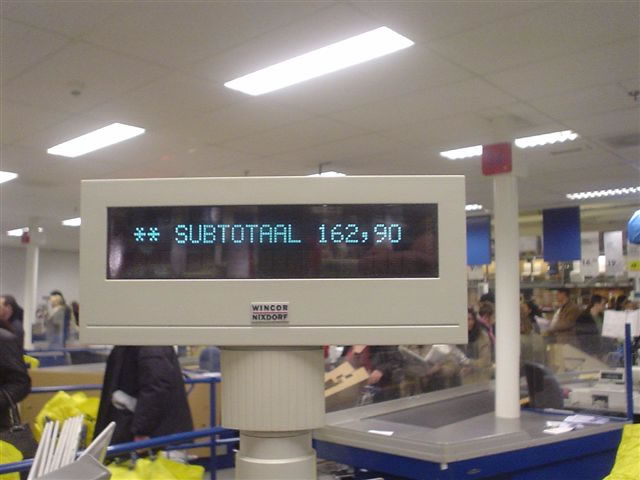 ** SUBTOTAAL 162,90
WINCOR
NIXDORF